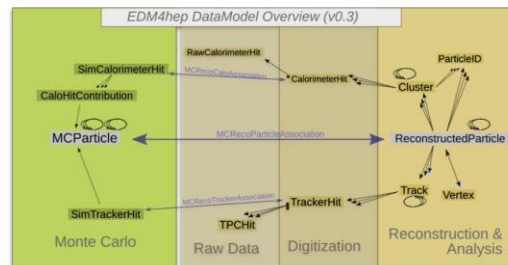 EDM4hep DataModel Overview (v0.3)
RawCalorimeterHit
ParticleID
SimCalorimeterHit
MCRecoCaloAssociation
CalorimeterHit
Cluster
CaloHitContribution
MCParticle
MCRecoParticleAssociation
ReconstructedParticle
MCRecoTrackerAssociation
Track
Vertex
SimTrackerHit
TrackerHit
TPCHit
Monte Carlo
Raw Data
Digitization
Reconstruction &
Analysis